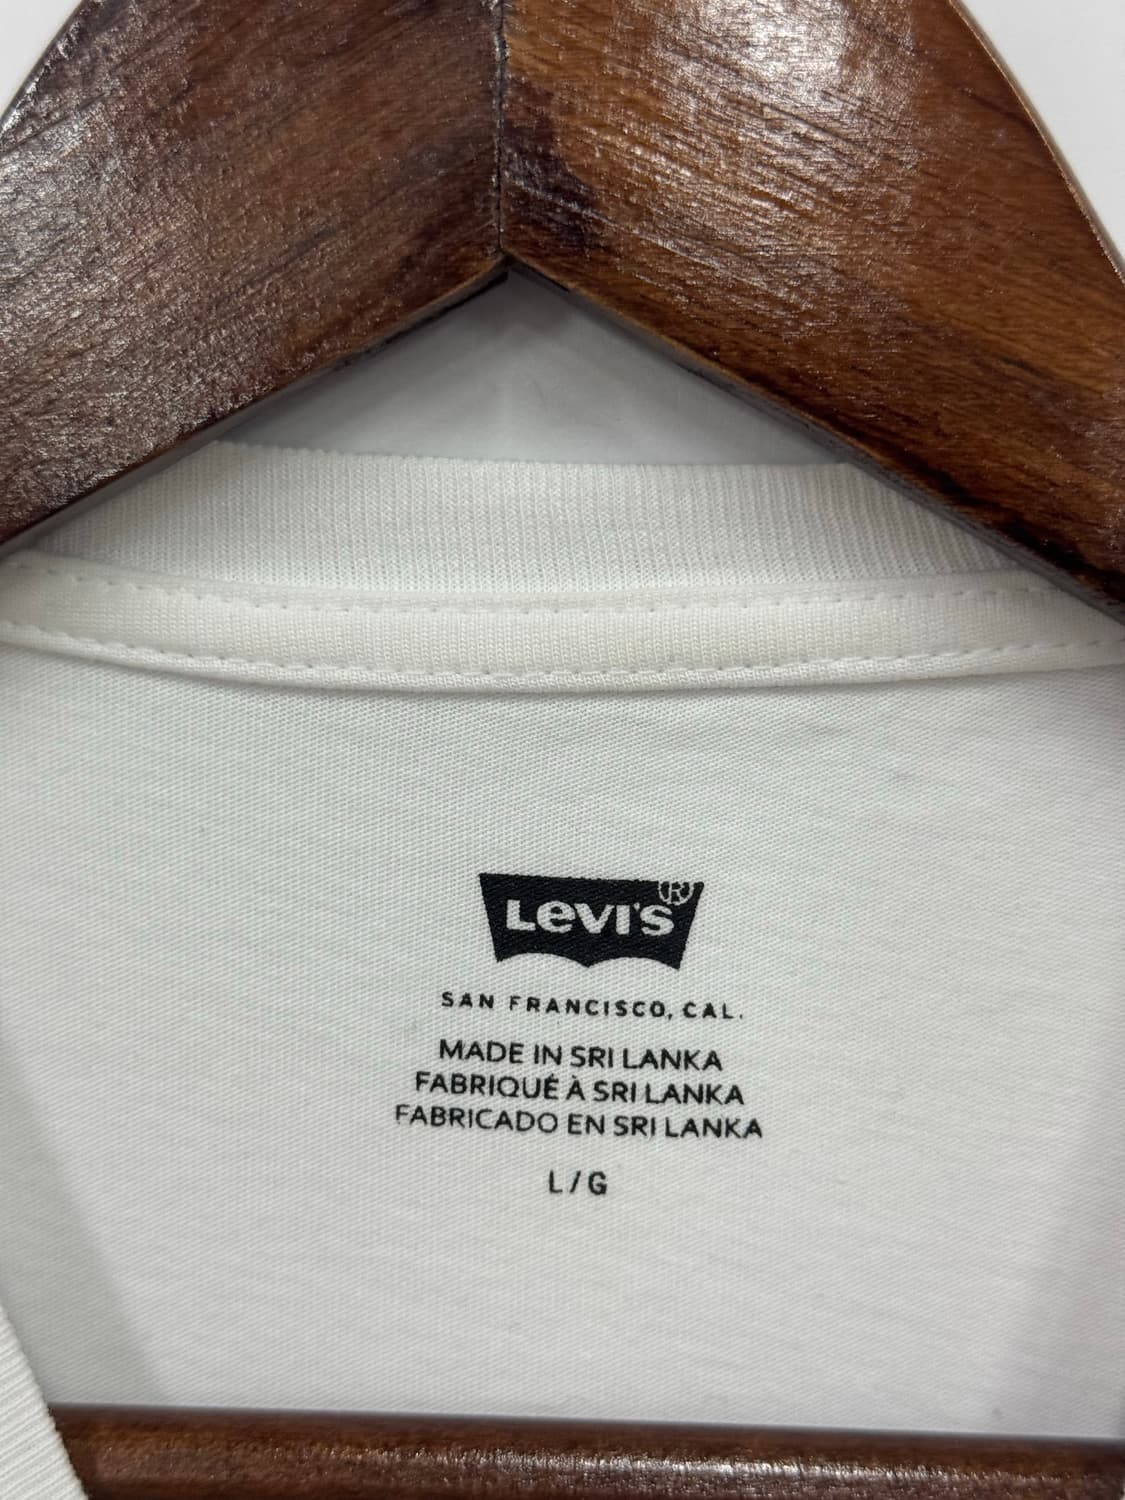 Levi's®
SAN FRANCISCO, CAL.
MADE IN SRI LANKA
FABRIQUÉ À SRI LANKA
FABRICADO EN SRI LANKA
L/G